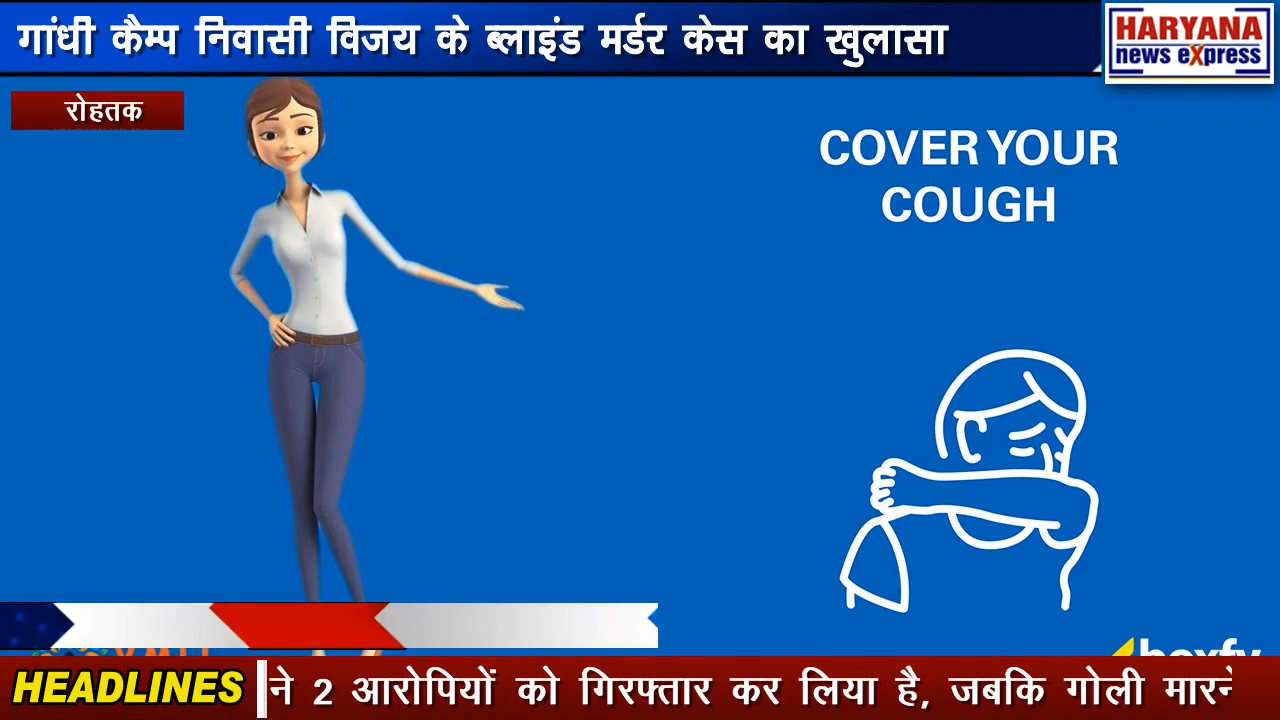 गांधी कैम्प निवासी विजय के ब्लाइंड मर्डर केस का खुलासा
HARYANA
news eXpress
रोहतक
COVER YOUR
COUGH
HEADLINES
ने 2 आरोपियों को गिरफ्तार कर लिया है, जबकि गोली मारने